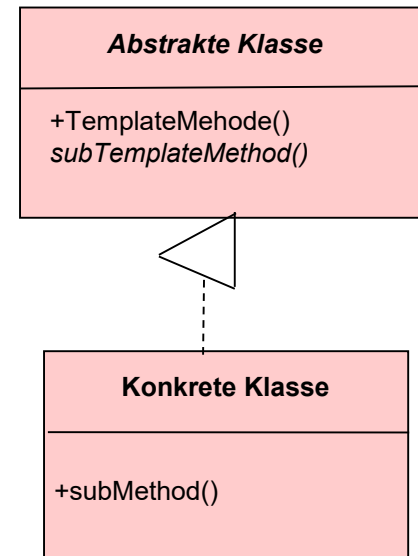 Abstrakte Klasse
+TemplateMehode()
subTemplateMethod()
Konkrete Klasse
+subMethod()